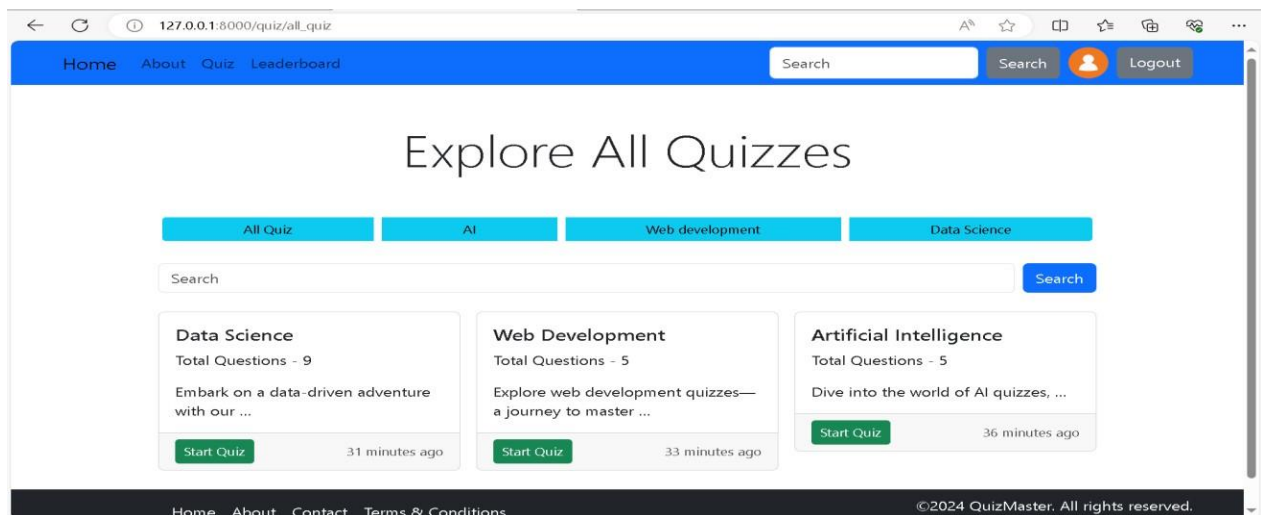 127.0.0.1:8000/quiz/all_quiz
Home About Quiz Leaderboard Search Search Logout
Explore All Quizzes
All Quiz AI Web development Data Science
Search Search
Data Science
Total Questions - 9
Embark on a data-driven adventure
with our ...
Start Quiz 31 minutes ago
Web Development
Total Questions - 5
Explore web development quizzes—
a journey to master ...
Start Quiz 33 minutes ago
Artificial Intelligence
Total Questions - 5
Dive into the world of AI quizzes, ...
Start Quiz 36 minutes ago
Home About Contact Terms & Conditions ©2024 QuizMaster. All rights reserved.